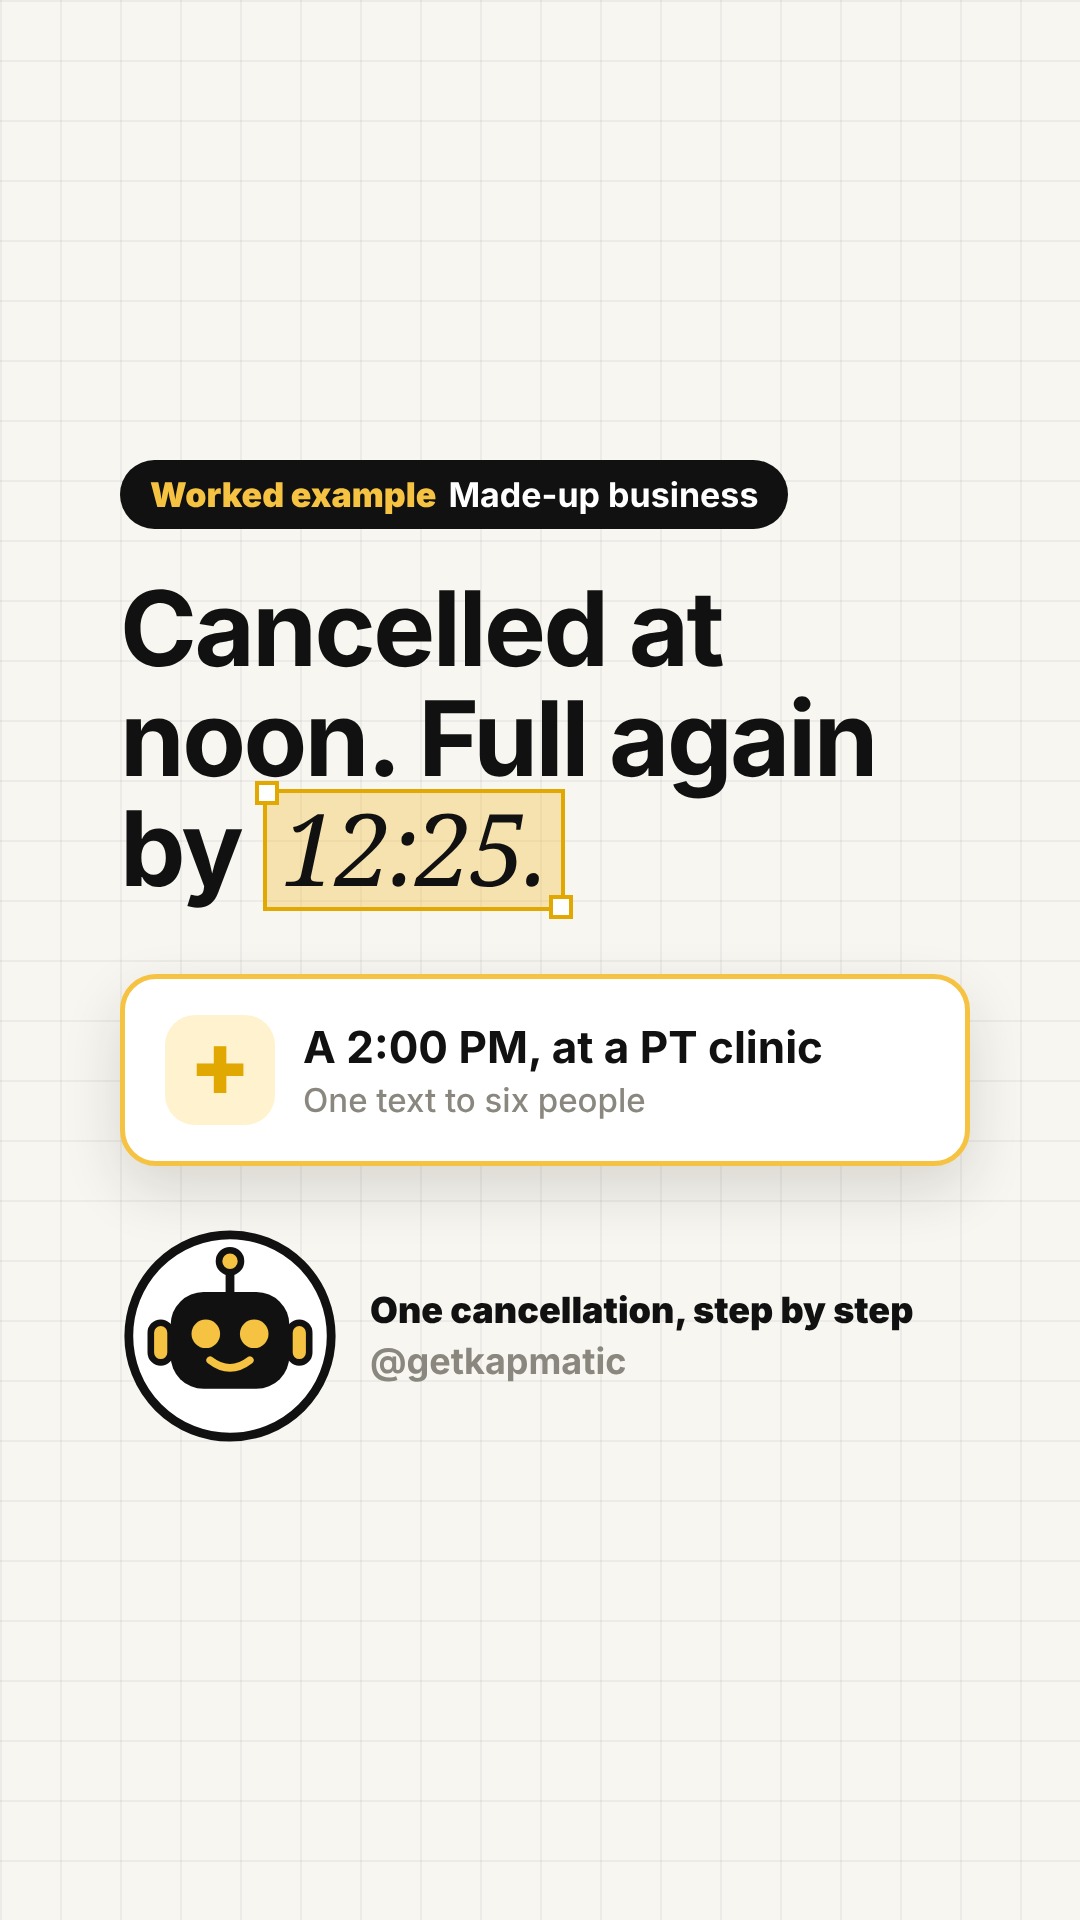 Worked example Made-up business
Cancelled at
noon. Full again
by 12:25.
A 2:00 PM, at a PT clinic
One text to six people
One cancellation, step by step
@getkapmatic